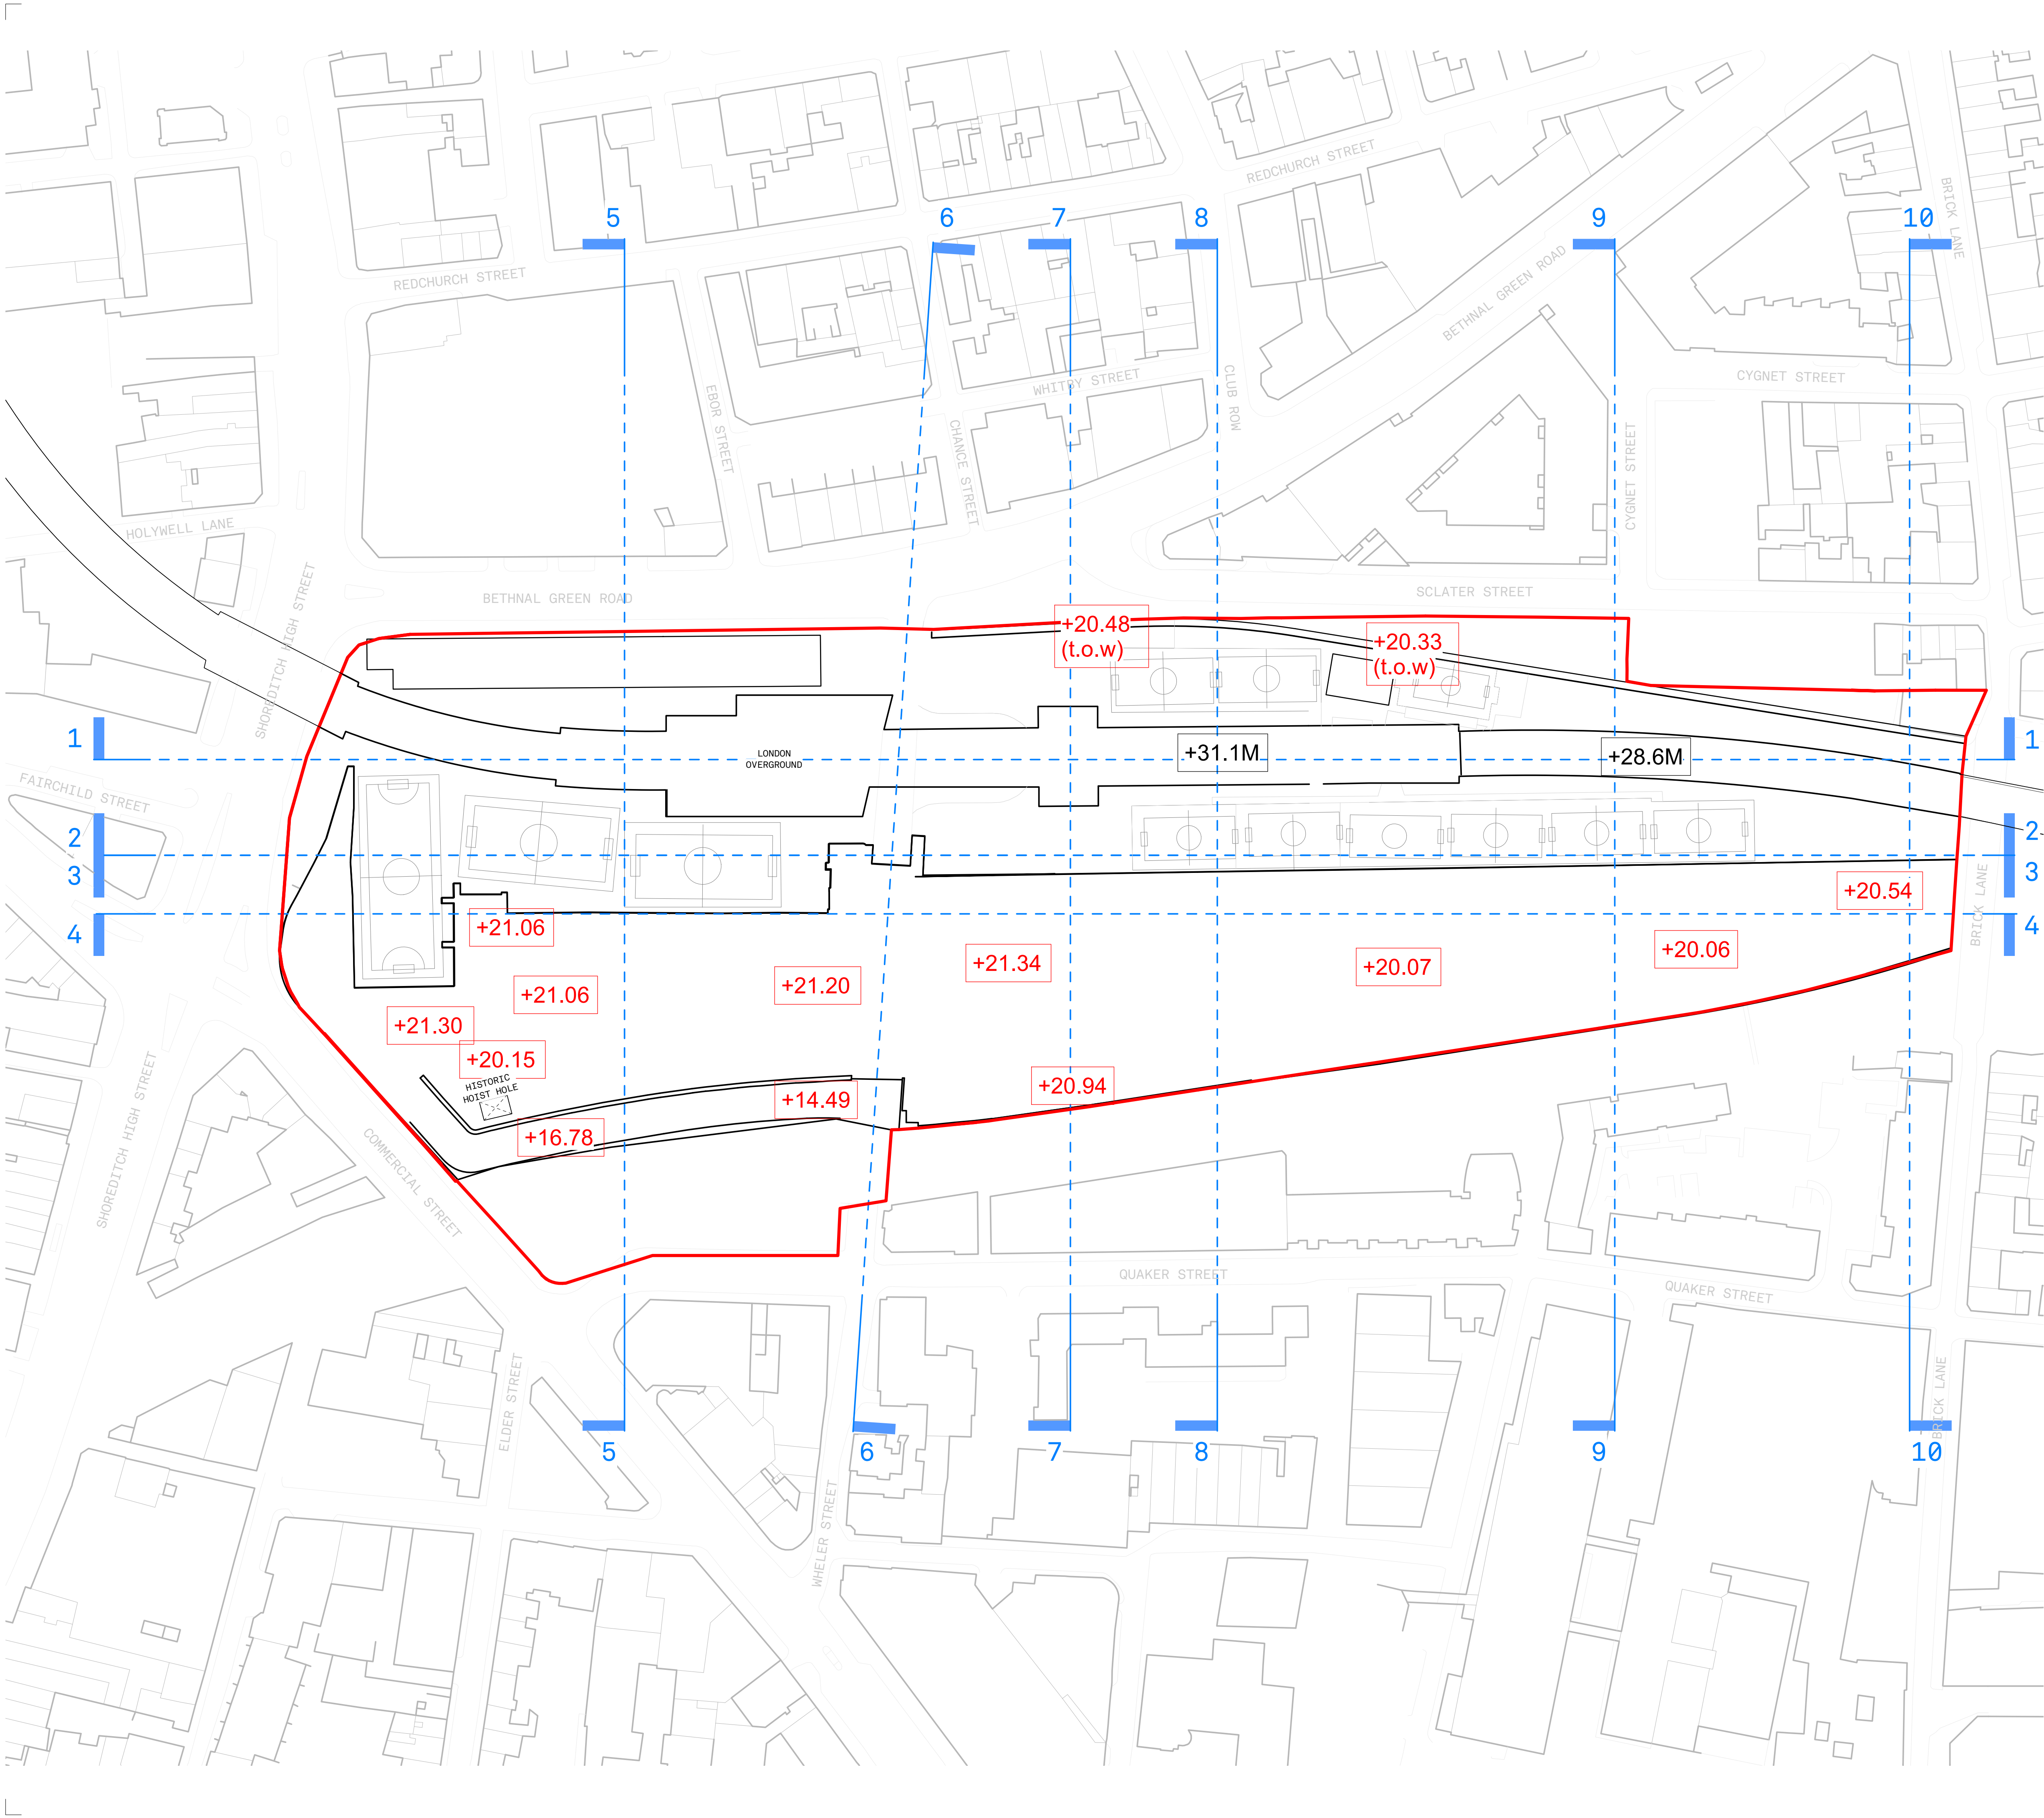 REDCHURCH STREET
BRICK LANE
5
6
7
8
9
10
REDCHURCH STREET
BETHNAL GREEN ROAD
WHITBY STREET
CYGNET STREET
EBOR STREET
CLUB ROW
CHANCE STREET
CYGNET STREET
HOLYWELL LANE
SHOREDITCH HIGH STREET
BETHNAL GREEN ROAD
SCLATER STREET
+20.48
(t.o.w)
+20.33
(t.o.w)
1
LONDON
OVERGROUND
+31.1M
+28.6M
1
FAIRCHILD STREET
2
2
3
3
+20.54
BRICK LANE
4
+21.06
4
+21.34
+20.07
+20.06
+21.06
+21.20
+21.30
+20.15
HISTORIC
HOIST HOLE
+14.49
+20.94
+16.78
SHOREDITCH HIGH STREET
COMMERCIAL STREET
QUAKER STREET
QUAKER STREET
ELDER STREET
BRICK LANE
5
6
7
8
9
10
WHELER STREET